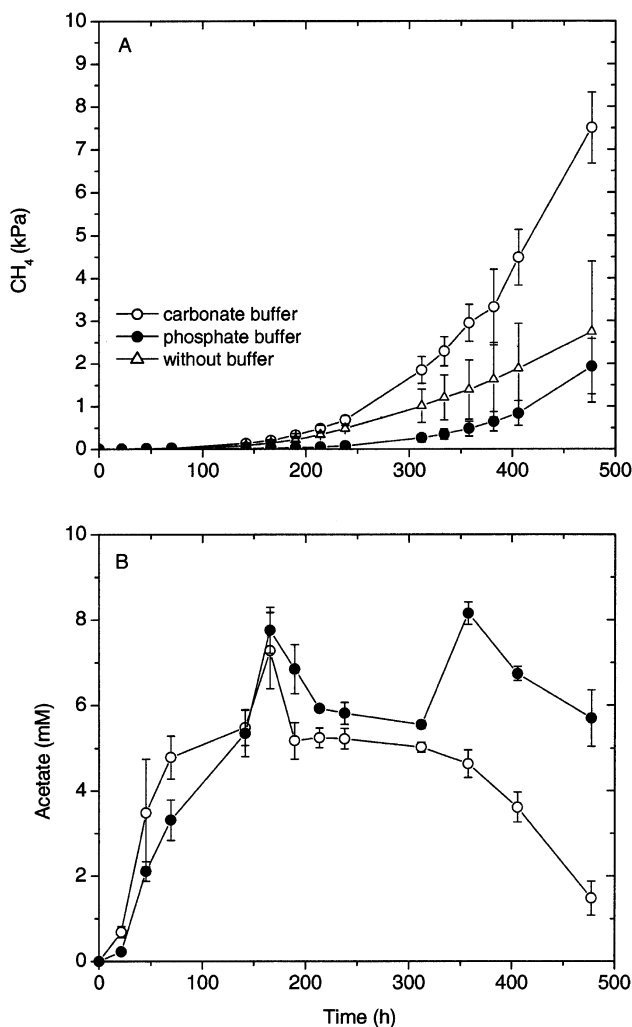 A
10
9
8
7
6
5
4
3
2
1
0
CH4 (kPa)
carbonate buffer
phosphate buffer
without buffer
0 100 200 300 400 500
B
10
8
6
4
2
0
Acetate (mM)
0 100 200 300 400 500
Time (h)